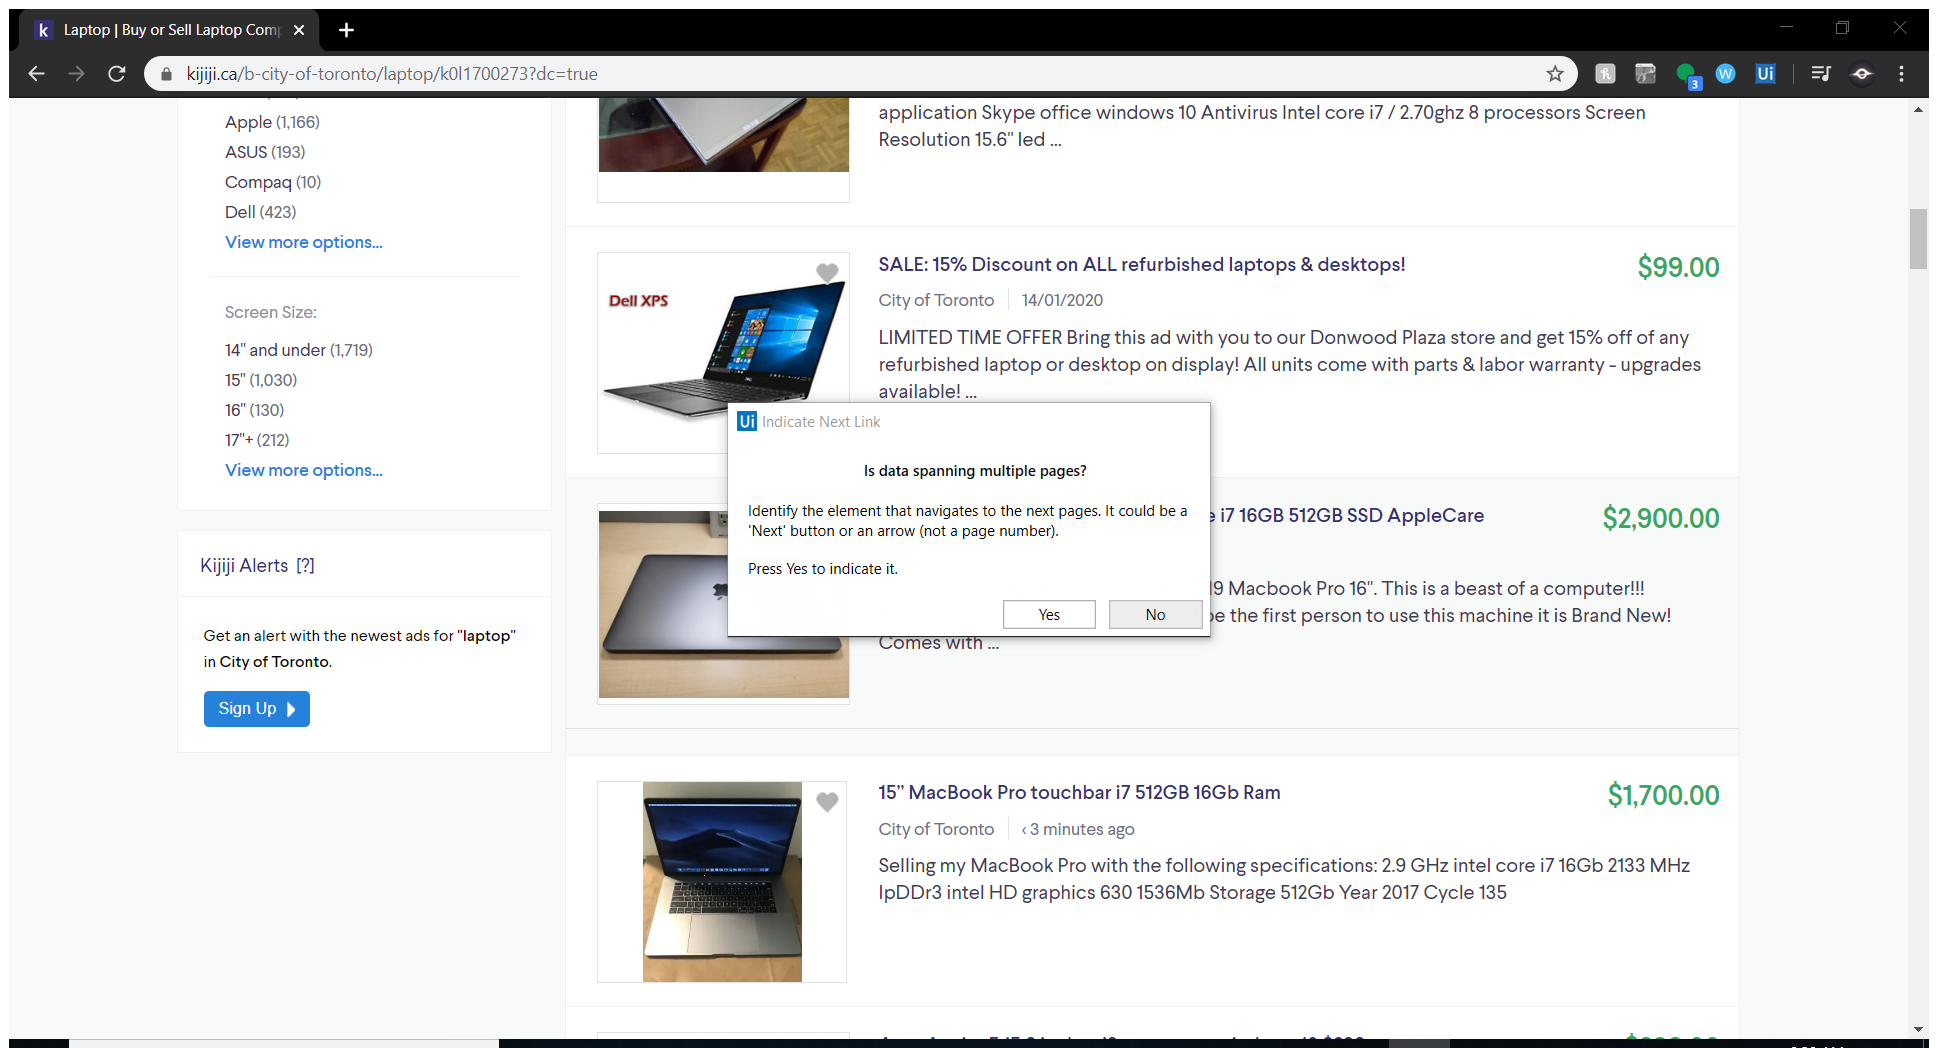 k Laptop | Buy or Sell Laptop Comp
kijiji.ca/b-city-of-toronto/laptop/k0l1700273?dc=true
3
W
Ui
Apple (1,166)
ASUS (193)
Compaq (10)
Dell (423)
View more options...
Screen Size:
14" and under (1,719)
15" (1,030)
16" (130)
17"+ (212)
View more options...
Kijiji Alerts [?]
Get an alert with the newest ads for "laptop"
in City of Toronto.
Sign Up
application Skype office windows 10 Antivirus Intel core i7 / 2.70ghz 8 processors Screen
Resolution 15.6" led ...
Dell XPS
SALE: 15% Discount on ALL refurbished laptops & desktops!
$99.00
City of Toronto 14/01/2020
LIMITED TIME OFFER Bring this ad with you to our Donwood Plaza store and get 15% off of any
refurbished laptop or desktop on display! All units come with parts & labor warranty - upgrades
available! ...
Ui Indicate Next Link
Is data spanning multiple pages?
Identify the element that navigates to the next pages. It could be a
'Next' button or an arrow (not a page number).
Press Yes to indicate it.
Yes
No
i7 16GB 512GB SSD AppleCare
$2,900.00
Macbook Pro 16". This is a beast of a computer!!!
the first person to use this machine it is Brand New!
Comes with ...
15” MacBook Pro touchbar i7 512GB 16Gb Ram
$1,700.00
City of Toronto < 3 minutes ago
Selling my MacBook Pro with the following specifications: 2.9 GHz intel core i7 16Gb 2133 MHz
lpDDr3 intel HD graphics 630 1536Mb Storage 512Gb Year 2017 Cycle 135